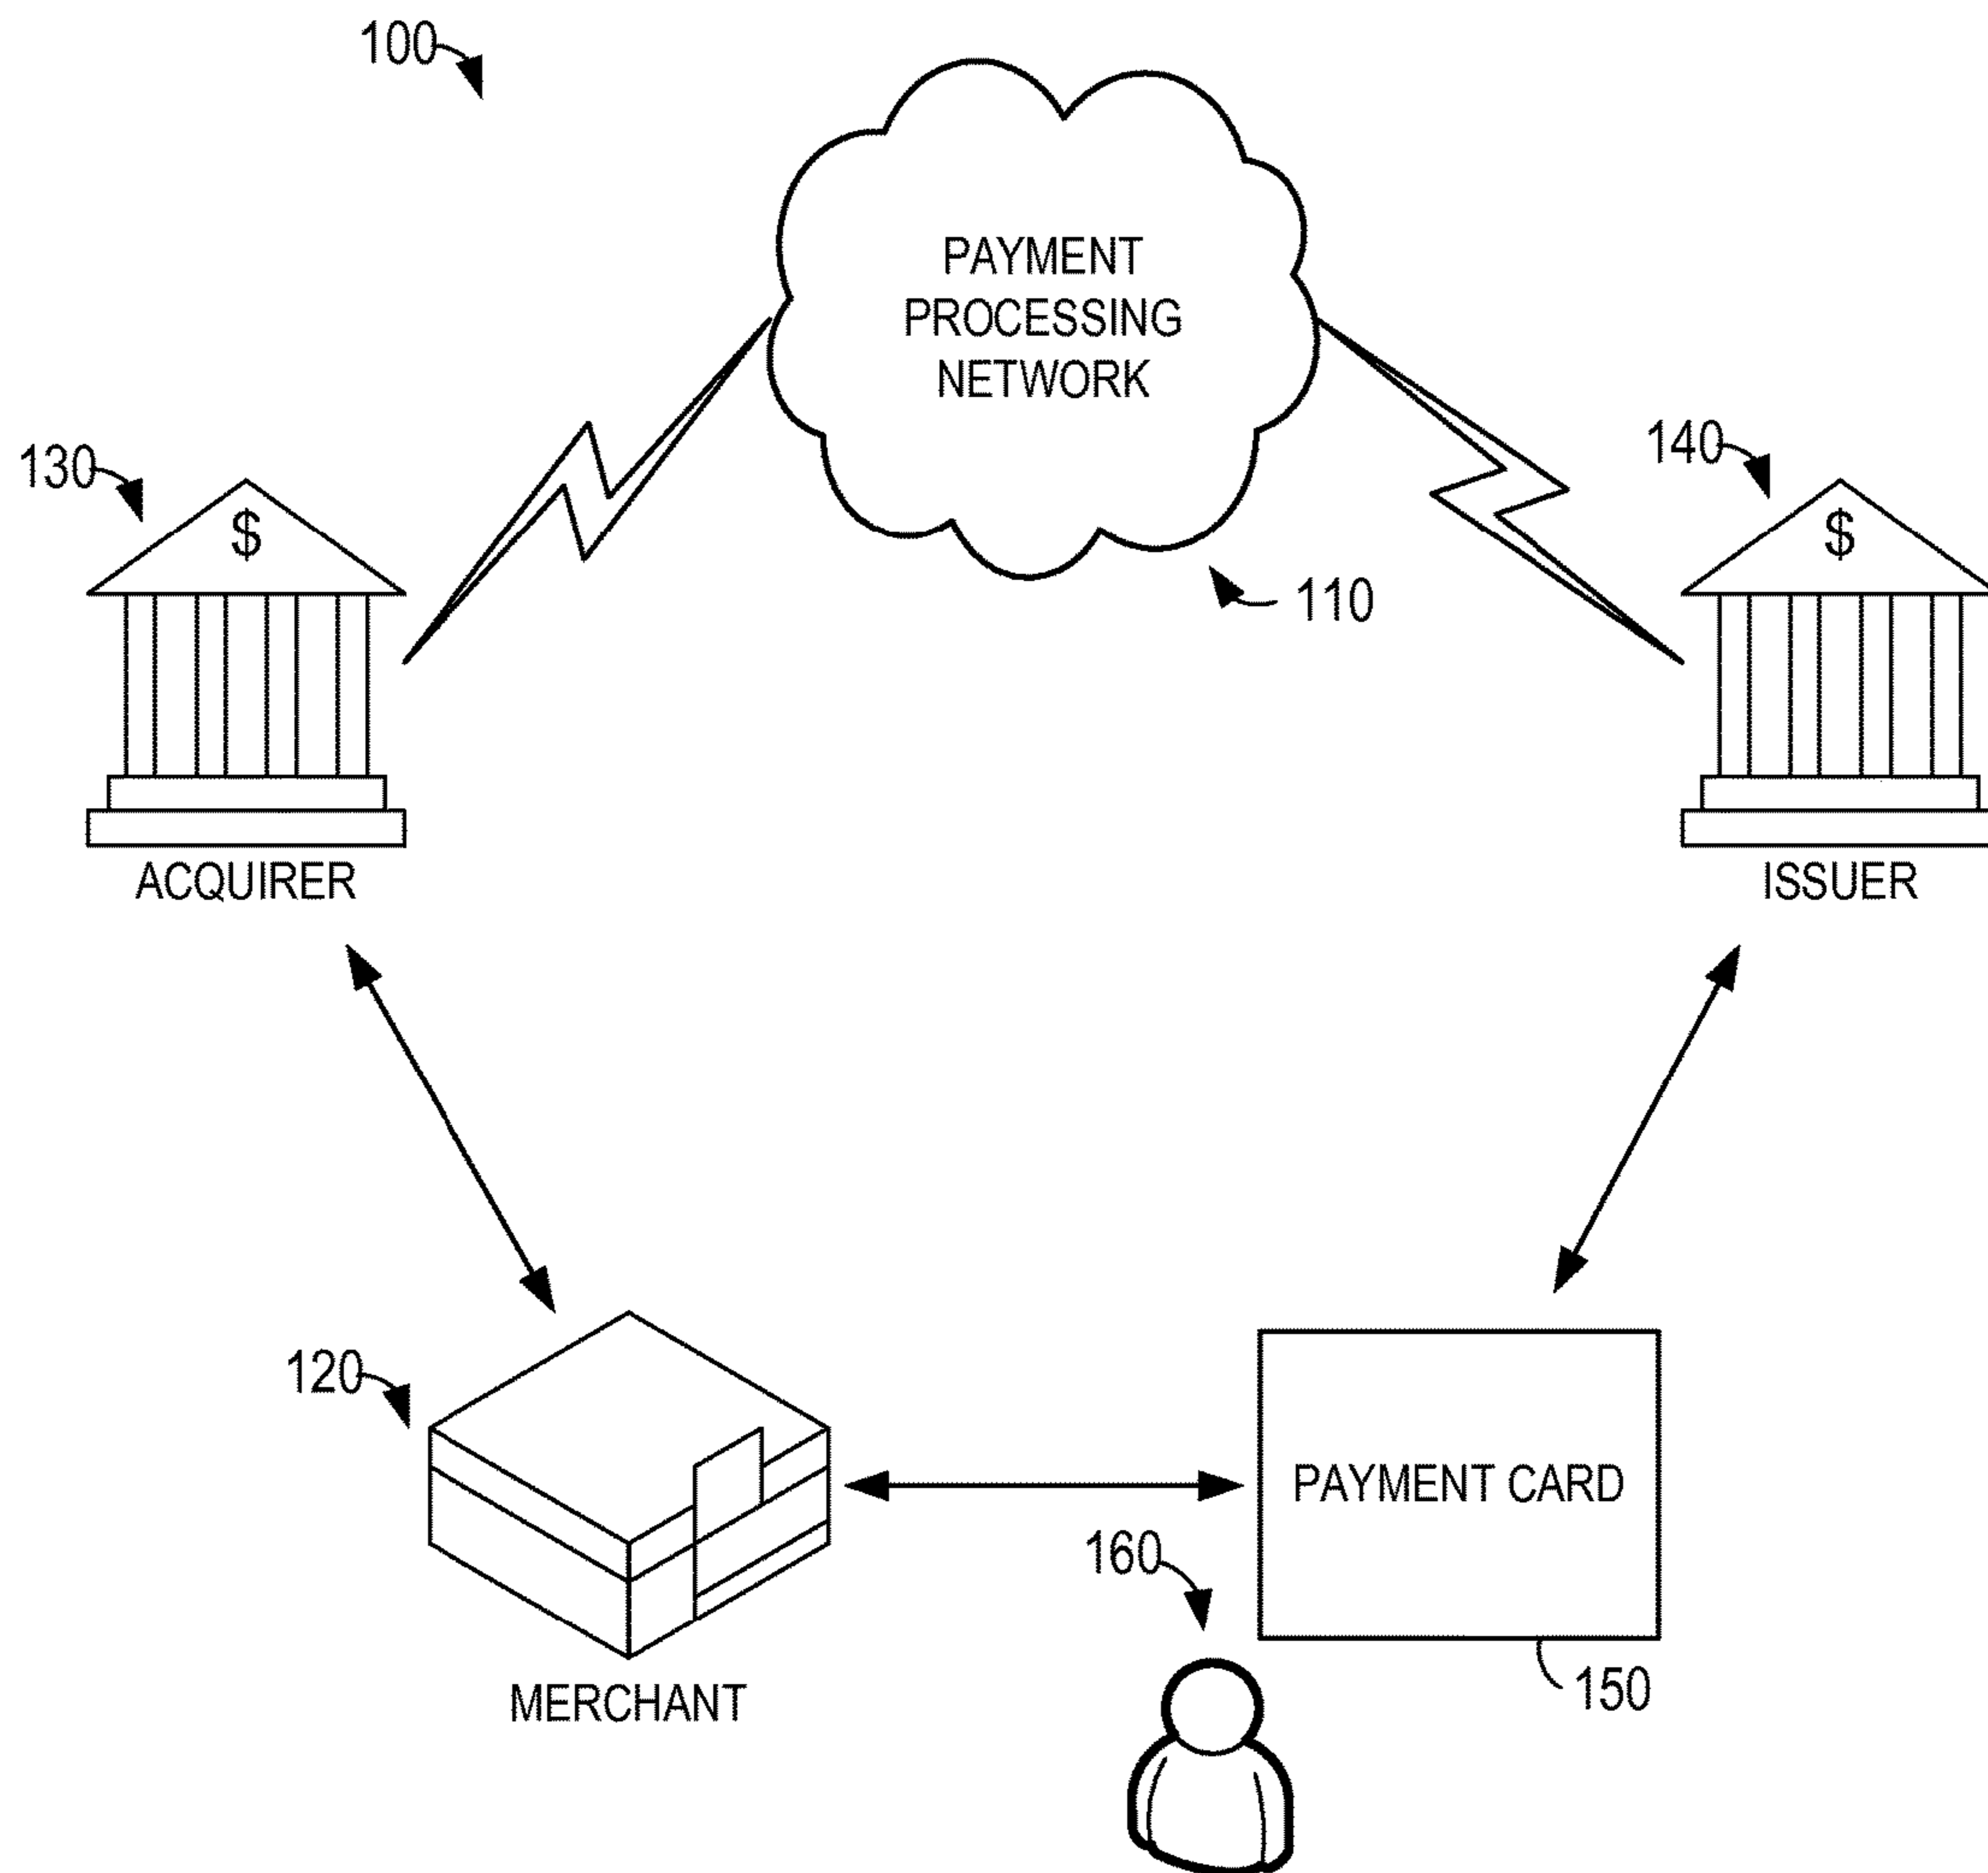 100
PAYMENT
PROCESSING
NETWORK
130
140
$
$
110
ACQUIRER
ISSUER
120
PAYMENT CARD
160
MERCHANT
150